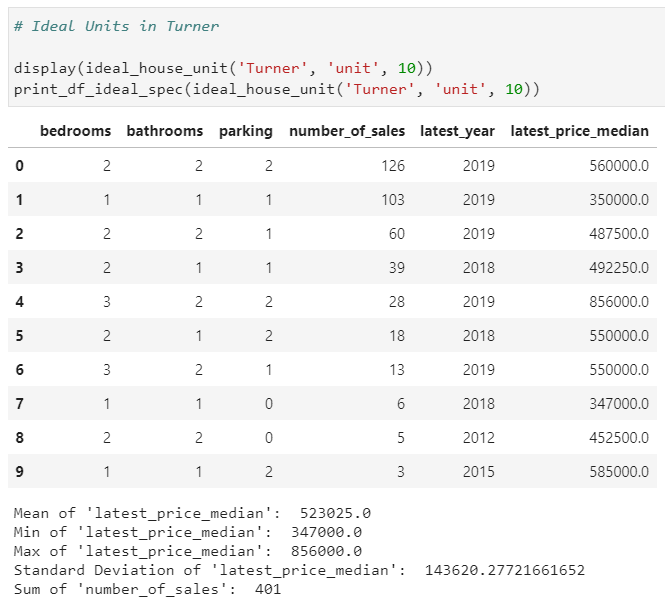 # Ideal Units in Turner
display(ideal_house_unit('Turner', 'unit', 10))
print_df_ideal_spec(ideal_house_unit('Turner', 'unit', 10))
bedrooms bathrooms parking number_of_sales latest_year latest_price_median
0 2 2 2 126 2019 560000.0
1 1 1 1 103 2019 350000.0
2 2 2 1 60 2019 487500.0
3 2 1 1 39 2018 492250.0
4 3 2 2 28 2019 856000.0
5 2 1 2 18 2018 550000.0
6 3 2 1 13 2019 550000.0
7 1 1 0 6 2018 347000.0
8 2 2 0 5 2012 452500.0
9 1 1 2 3 2015 585000.0
Mean of 'latest_price_median':  523025.0
Min of 'latest_price_median':  347000.0
Max of 'latest_price_median':  856000.0
Standard Deviation of 'latest_price_median':  143620.27721661652
Sum of 'number_of_sales':  401